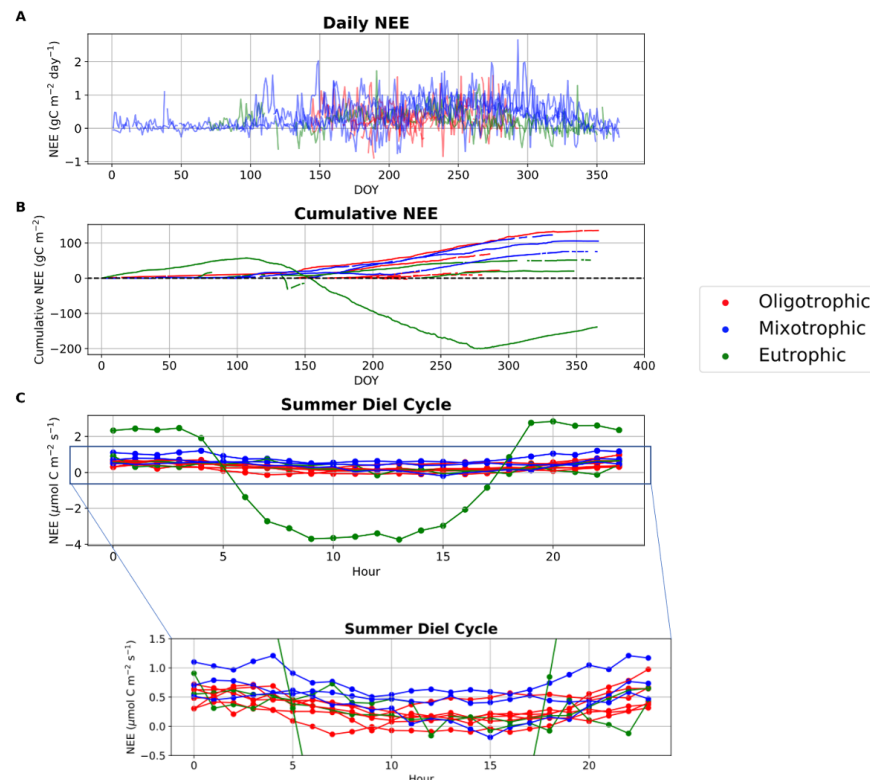 A
Daily NEE
NEE (gC m⁻² day⁻¹)
2
1
0
−1
0 50 100 150 200 250 300 350
DOY
B
Cumulative NEE
Cumulative NEE (gC m⁻²)
100
0
−100
−200
0 50 100 150 200 250 300 350 400
DOY
Oligotrophic
Mixotrophic
Eutrophic
C
Summer Diel Cycle
NEE (μmol C m⁻² s⁻¹)
2
0
−2
−4
0 5 10 15 20
Hour
Summer Diel Cycle
NEE (μmol C m⁻² s⁻¹)
1.5
1.0
0.5
0.0
−0.5
0 5 10 15 20
Hour